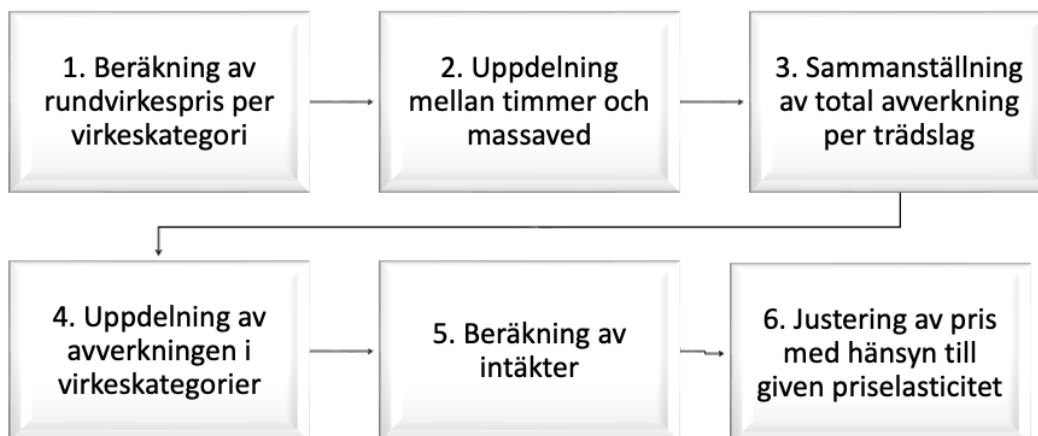 1. Beräkning av
rundvirkespris per
virkeskategori
2. Uppdelning
mellan timmer och
massaved
3. Sammanställning
av total avverkning
per trädslag
4. Uppdelning av
avverkningen i
virkeskategorier
5. Beräkning av
intäkter
6. Justering av pris
med hänsyn till
given priselasticitet